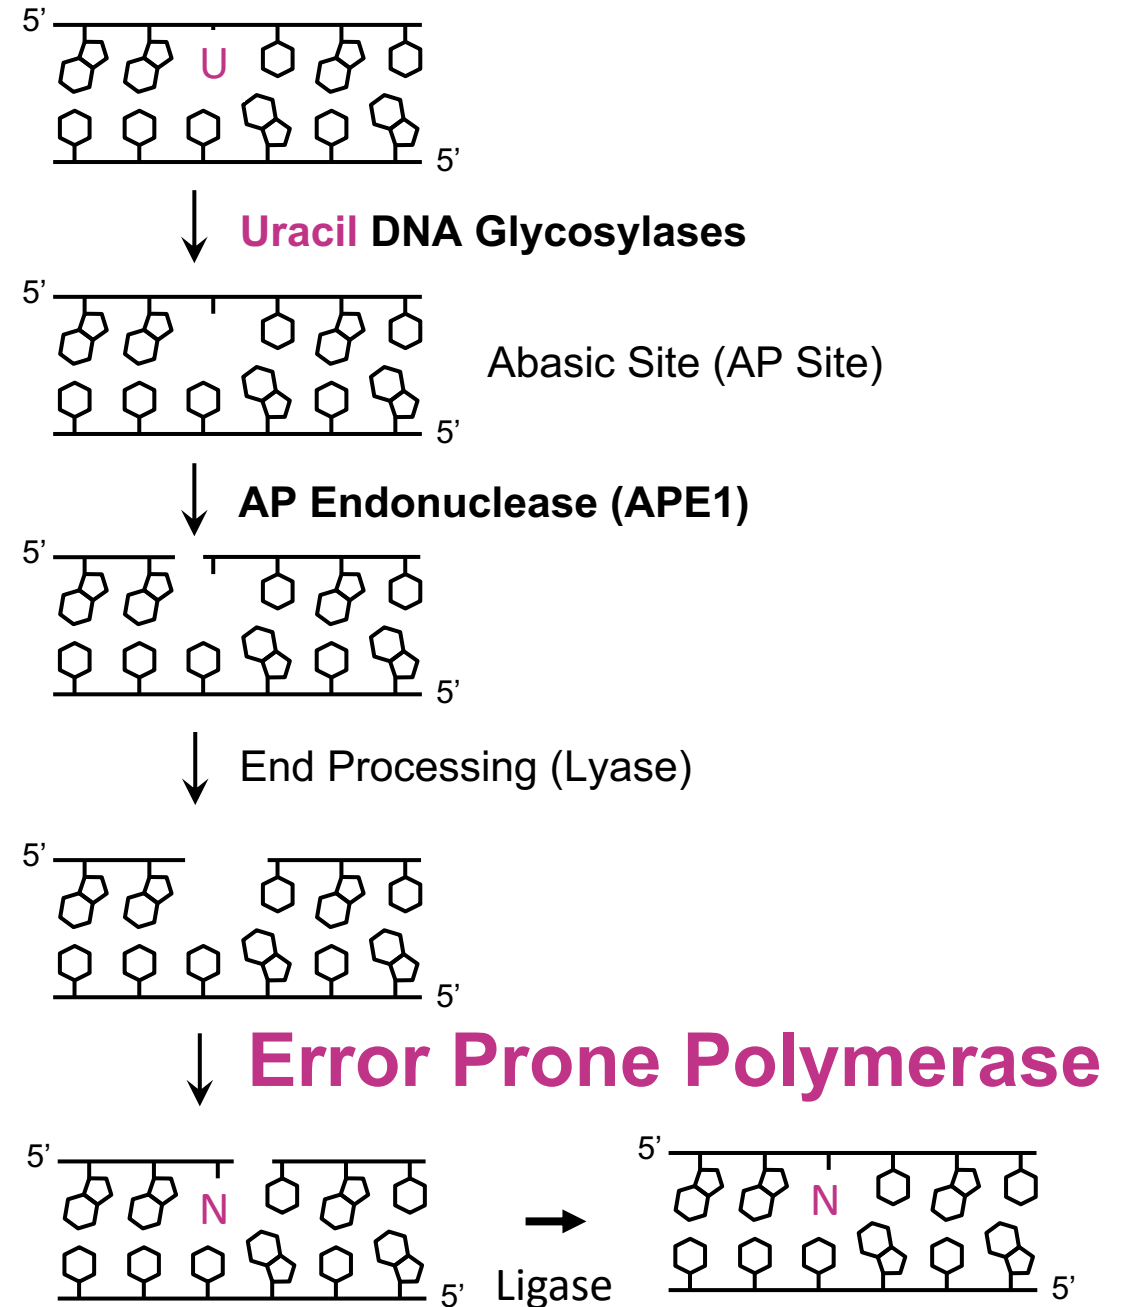 5’
U
5’
Uracil DNA Glycosylases
5’
Abasic Site (AP Site)
5’
AP Endonuclease (APE1)
5’
5’
End Processing (Lyase)
5’
5’
Error Prone Polymerase
5’
N
5’
Ligase
5’
N
5’